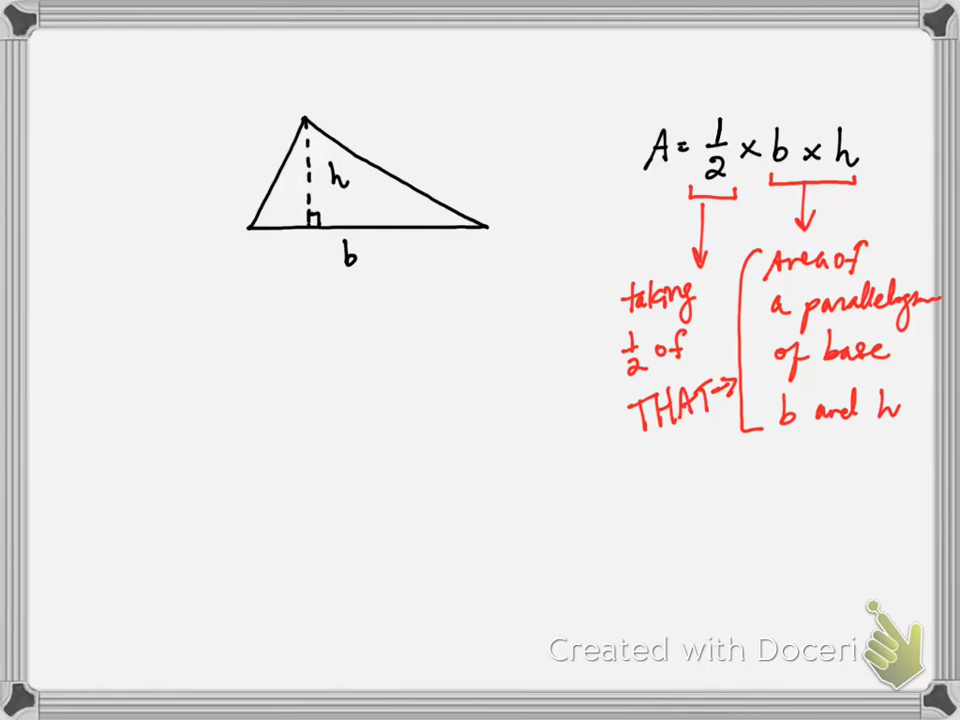 h
b
A = 1/2 × b × h
taking
1/2 of
THAT →
Area of
a parallelogram
of base
b and h
Created with Doceri